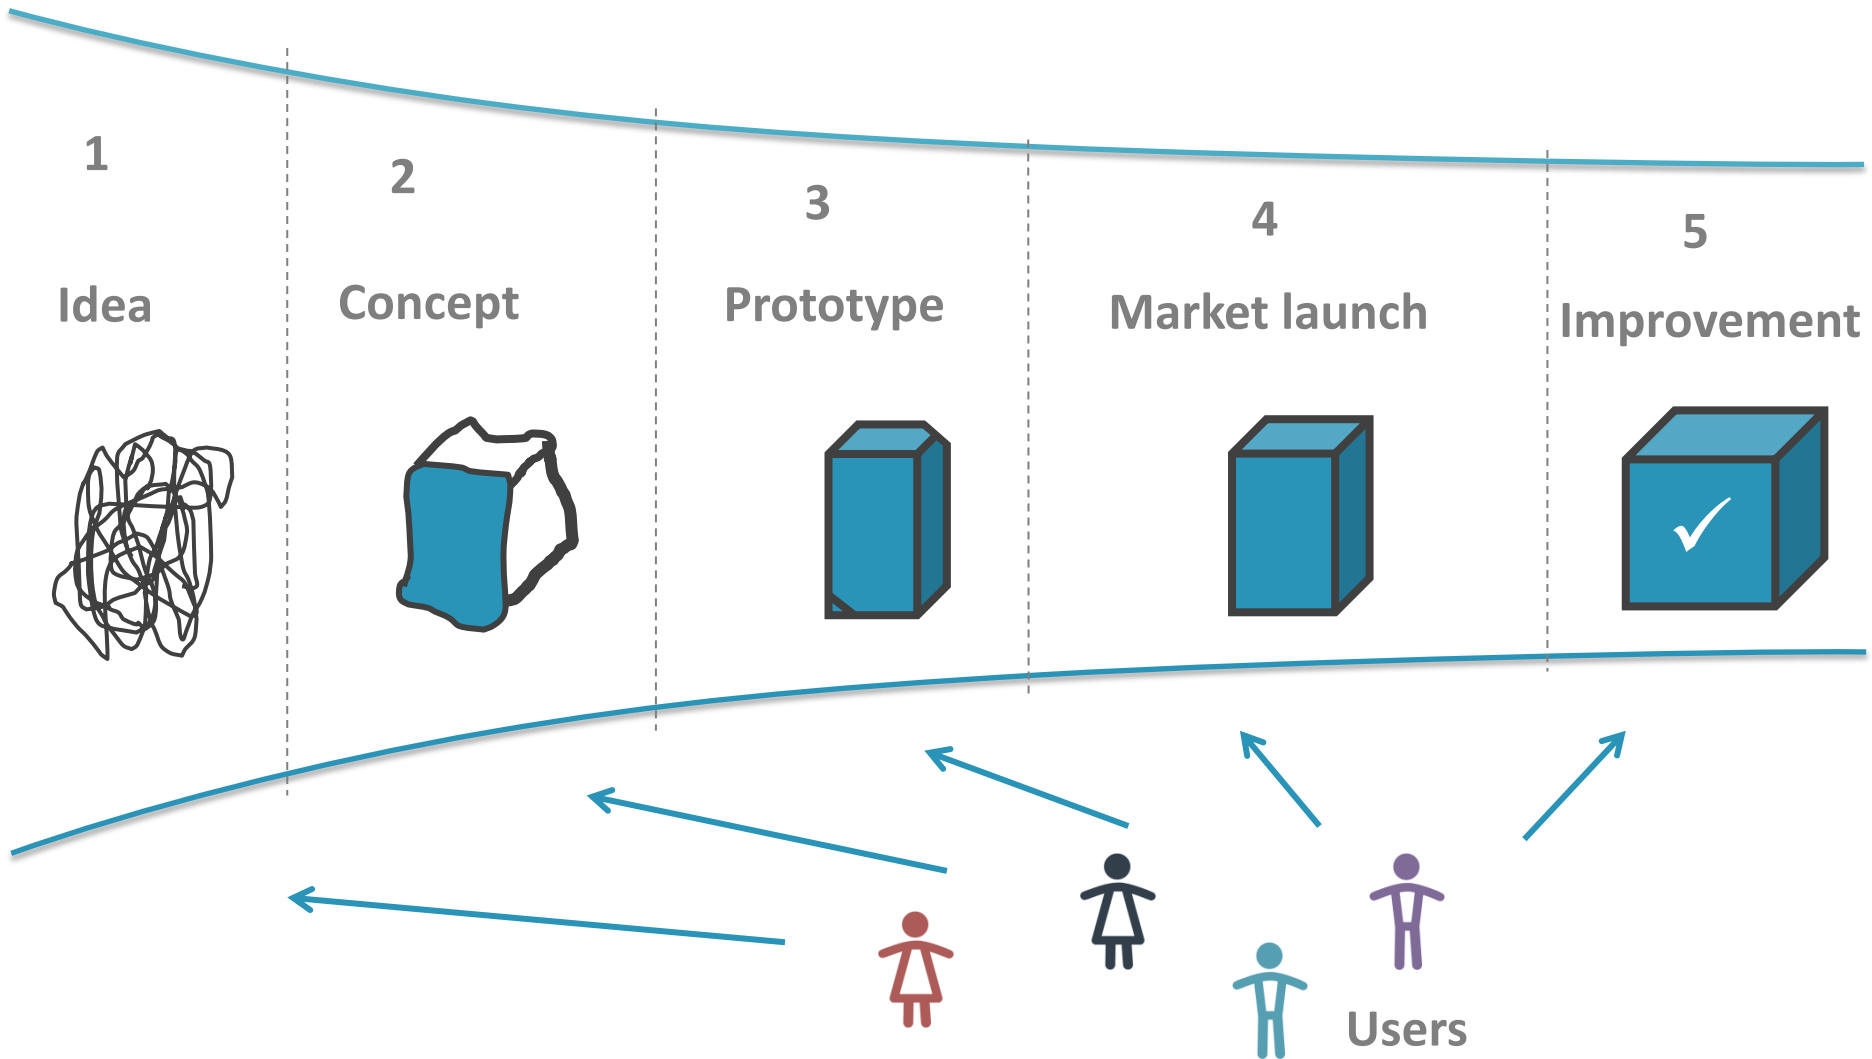 1
Idea
2
Concept
3
Prototype
4
Market launch
5
Improvement
Users